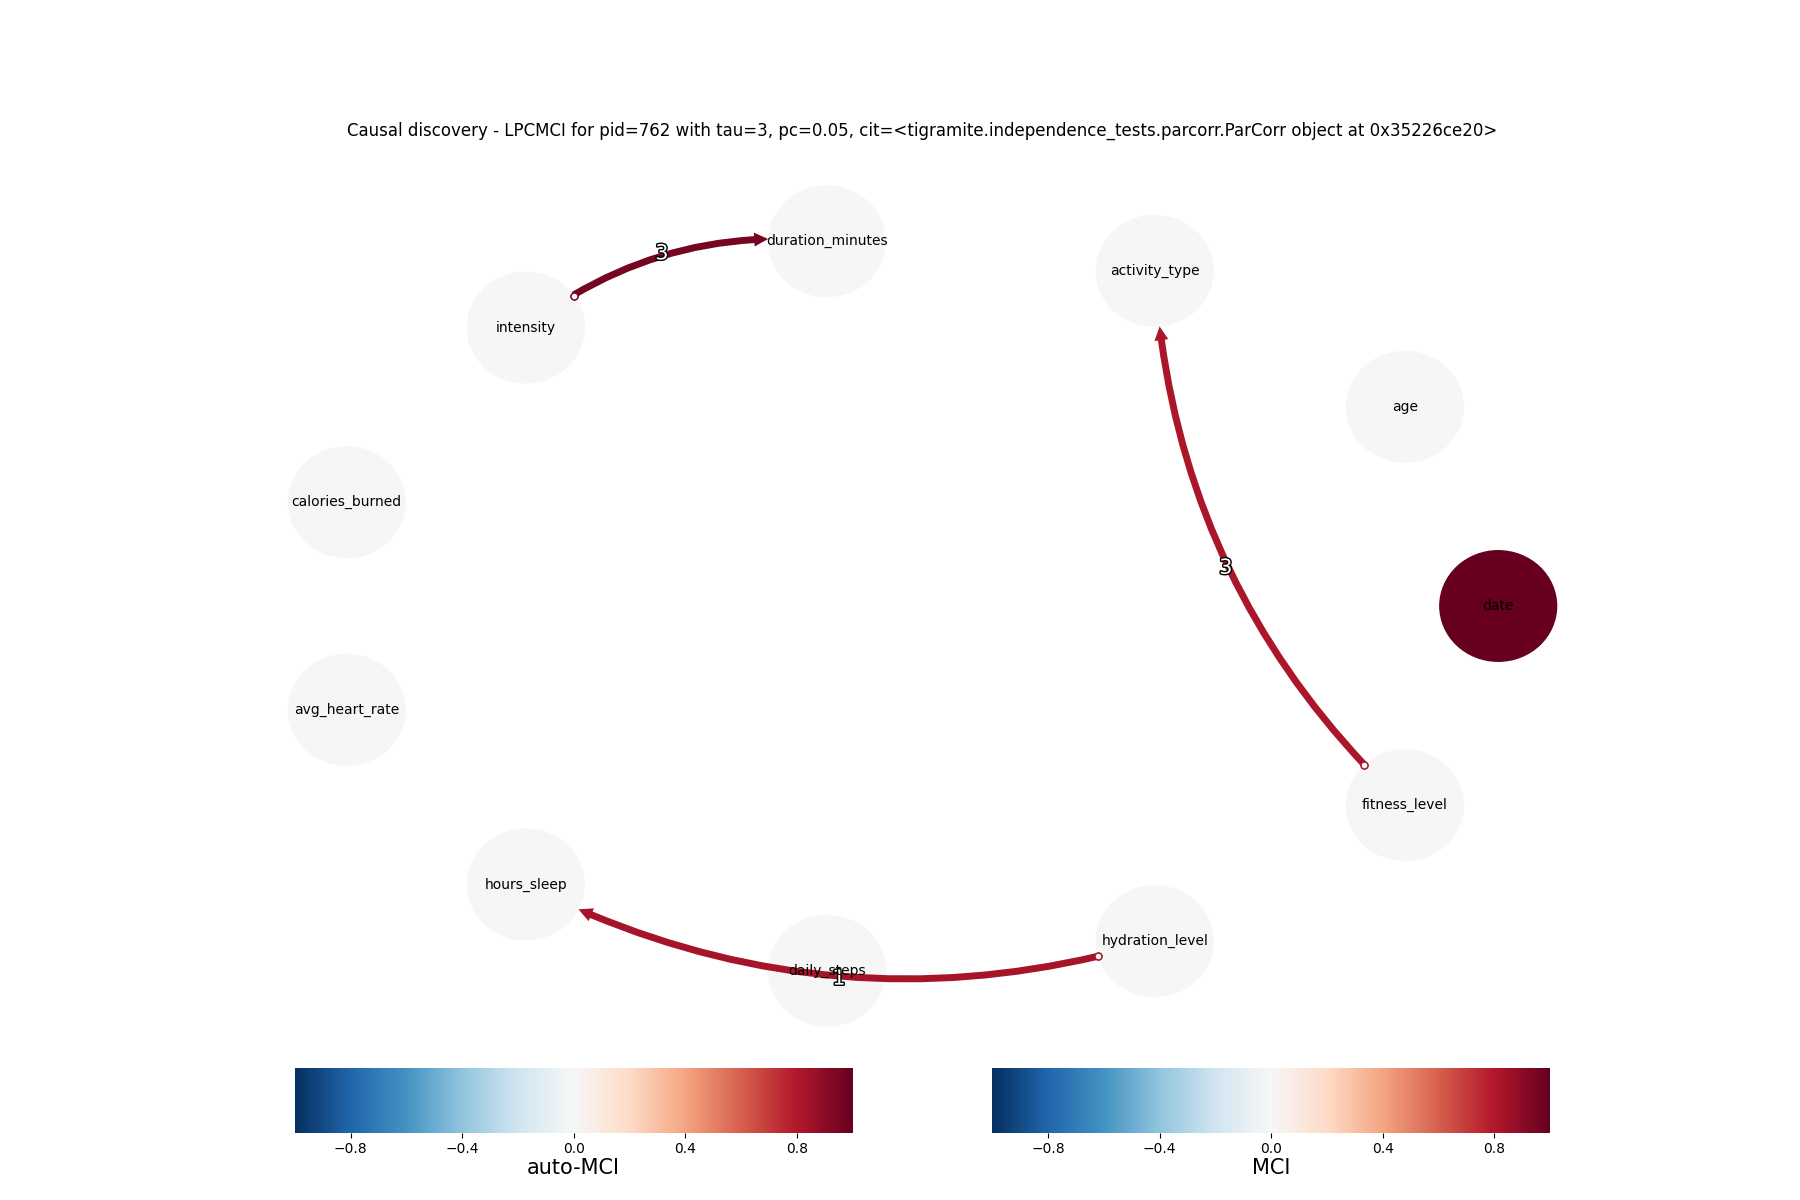 Causal discovery - LPCMCI for pid=762 with tau=3, pc=0.05, cit=<tigramite.independence_tests.parcorr.ParCorr object at 0x35226ce20>
duration_minutes
3
activity_type
intensity
age
calories_burned
3
date
avg_heart_rate
fitness_level
hours_sleep
hydration_level
daily_steps
1
−0.8 −0.4 0.0 0.4 0.8
auto-MCI
−0.8 −0.4 0.0 0.4 0.8
MCI